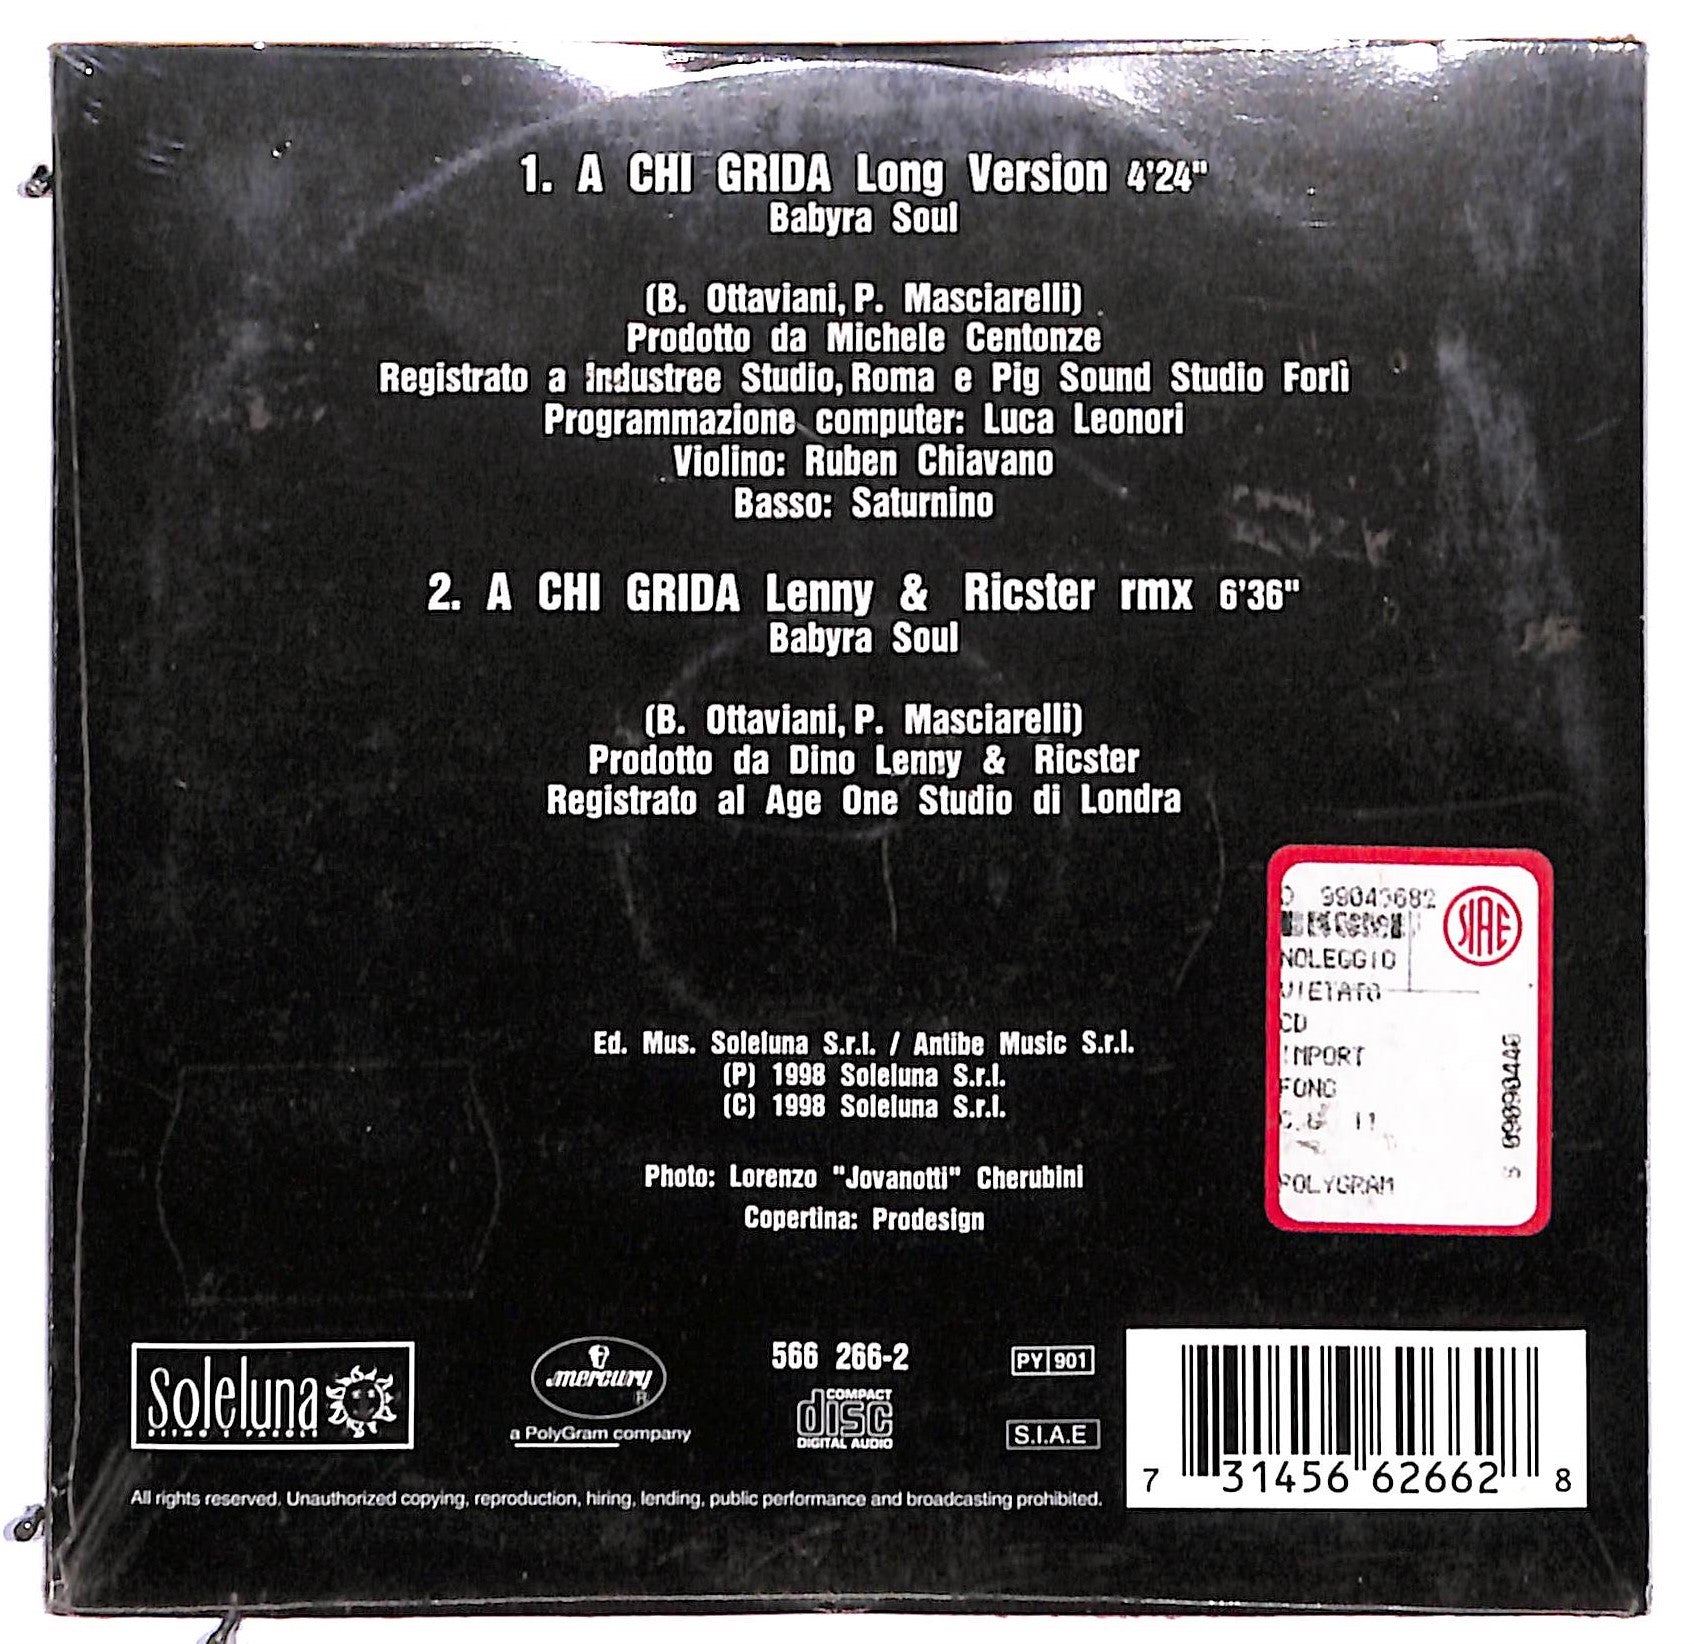 1. A CHI GRIDA Long Version 4'24"
Babyra Soul
(B. Ottaviani, P. Masciarelli)
Prodotto da Michele Centonze
Registrato a Industree Studio, Roma e Pig Sound Studio Forlì
Programmazione computer: Luca Leonori
Violino: Ruben Chiavano
Basso: Saturnino
2. A CHI GRIDA Lenny & Ricster rmx 6'36"
Babyra Soul
(B. Ottaviani, P. Masciarelli)
Prodotto da Dino Lenny & Ricster
Registrato al Age One Studio di Londra
SIAE
NOLEGGIO
VIETATO
CD
IMPORT
POLYGRAM
Ed. Mus. Soleluna S.r.l. / Antibe Music S.r.l.
(P) 1998 Soleluna S.r.l.
(C) 1998 Soleluna S.r.l.
Photo: Lorenzo "Jovanotti" Cherubini
Copertina: Prodesign
Soleluna
RITMO E PAROLE
mercury
R
a PolyGram company
566 266-2
COMPACT
disc
DIGITAL AUDIO
PY 901
S.I.A.E
7 31456 62662 8
All rights reserved. Unauthorized copying, reproduction, hiring, lending, public performance and broadcasting prohibited.